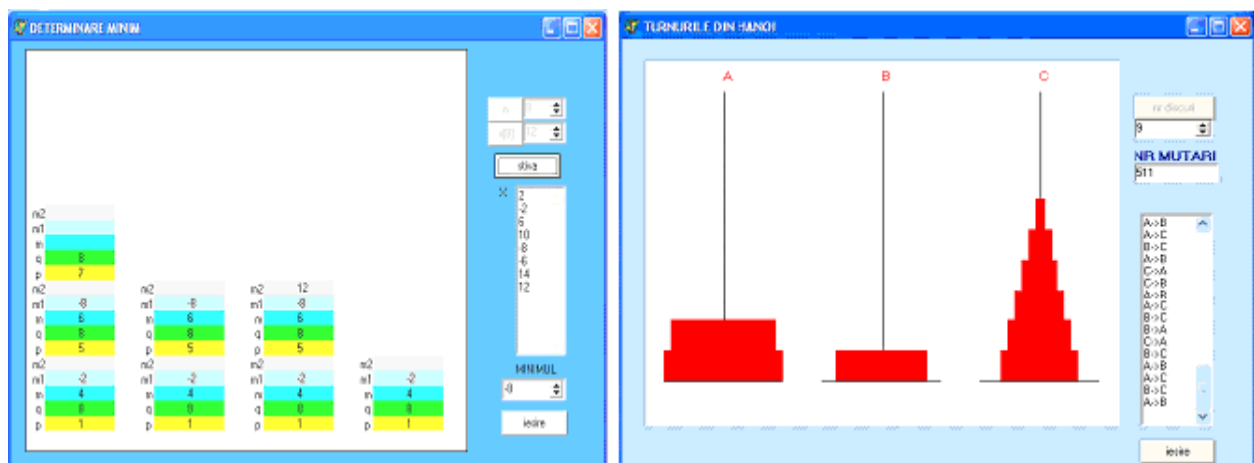 DETERMINARE MINIM
n
12
stiva
X
2
-2
6
10
-8
-6
14
12
MINIMUL
-8
iesire
m2
m1
m
q 8
p 7
m2
m1 -8
m 6
q 8
p 5
m2
m1 -8
m 6
q 8
p 5
m2 12
m1 -8
m 6
q 8
p 5
m2
m1 -2
m 4
q 8
p 1
m2
m1 -2
m 4
q 8
p 1
m2
m1 -2
m 4
q 8
p 1
m2
m1 -2
m 4
q 8
p 1
TURNURILE DIN HANOI
A B C
nr discuri
9
NR MUTARI
511
A->B
A->C
B->C
A->B
C->A
C->B
A->B
A->C
B->C
B->A
C->A
B->C
A->B
A->C
B->C
A->B
iesire